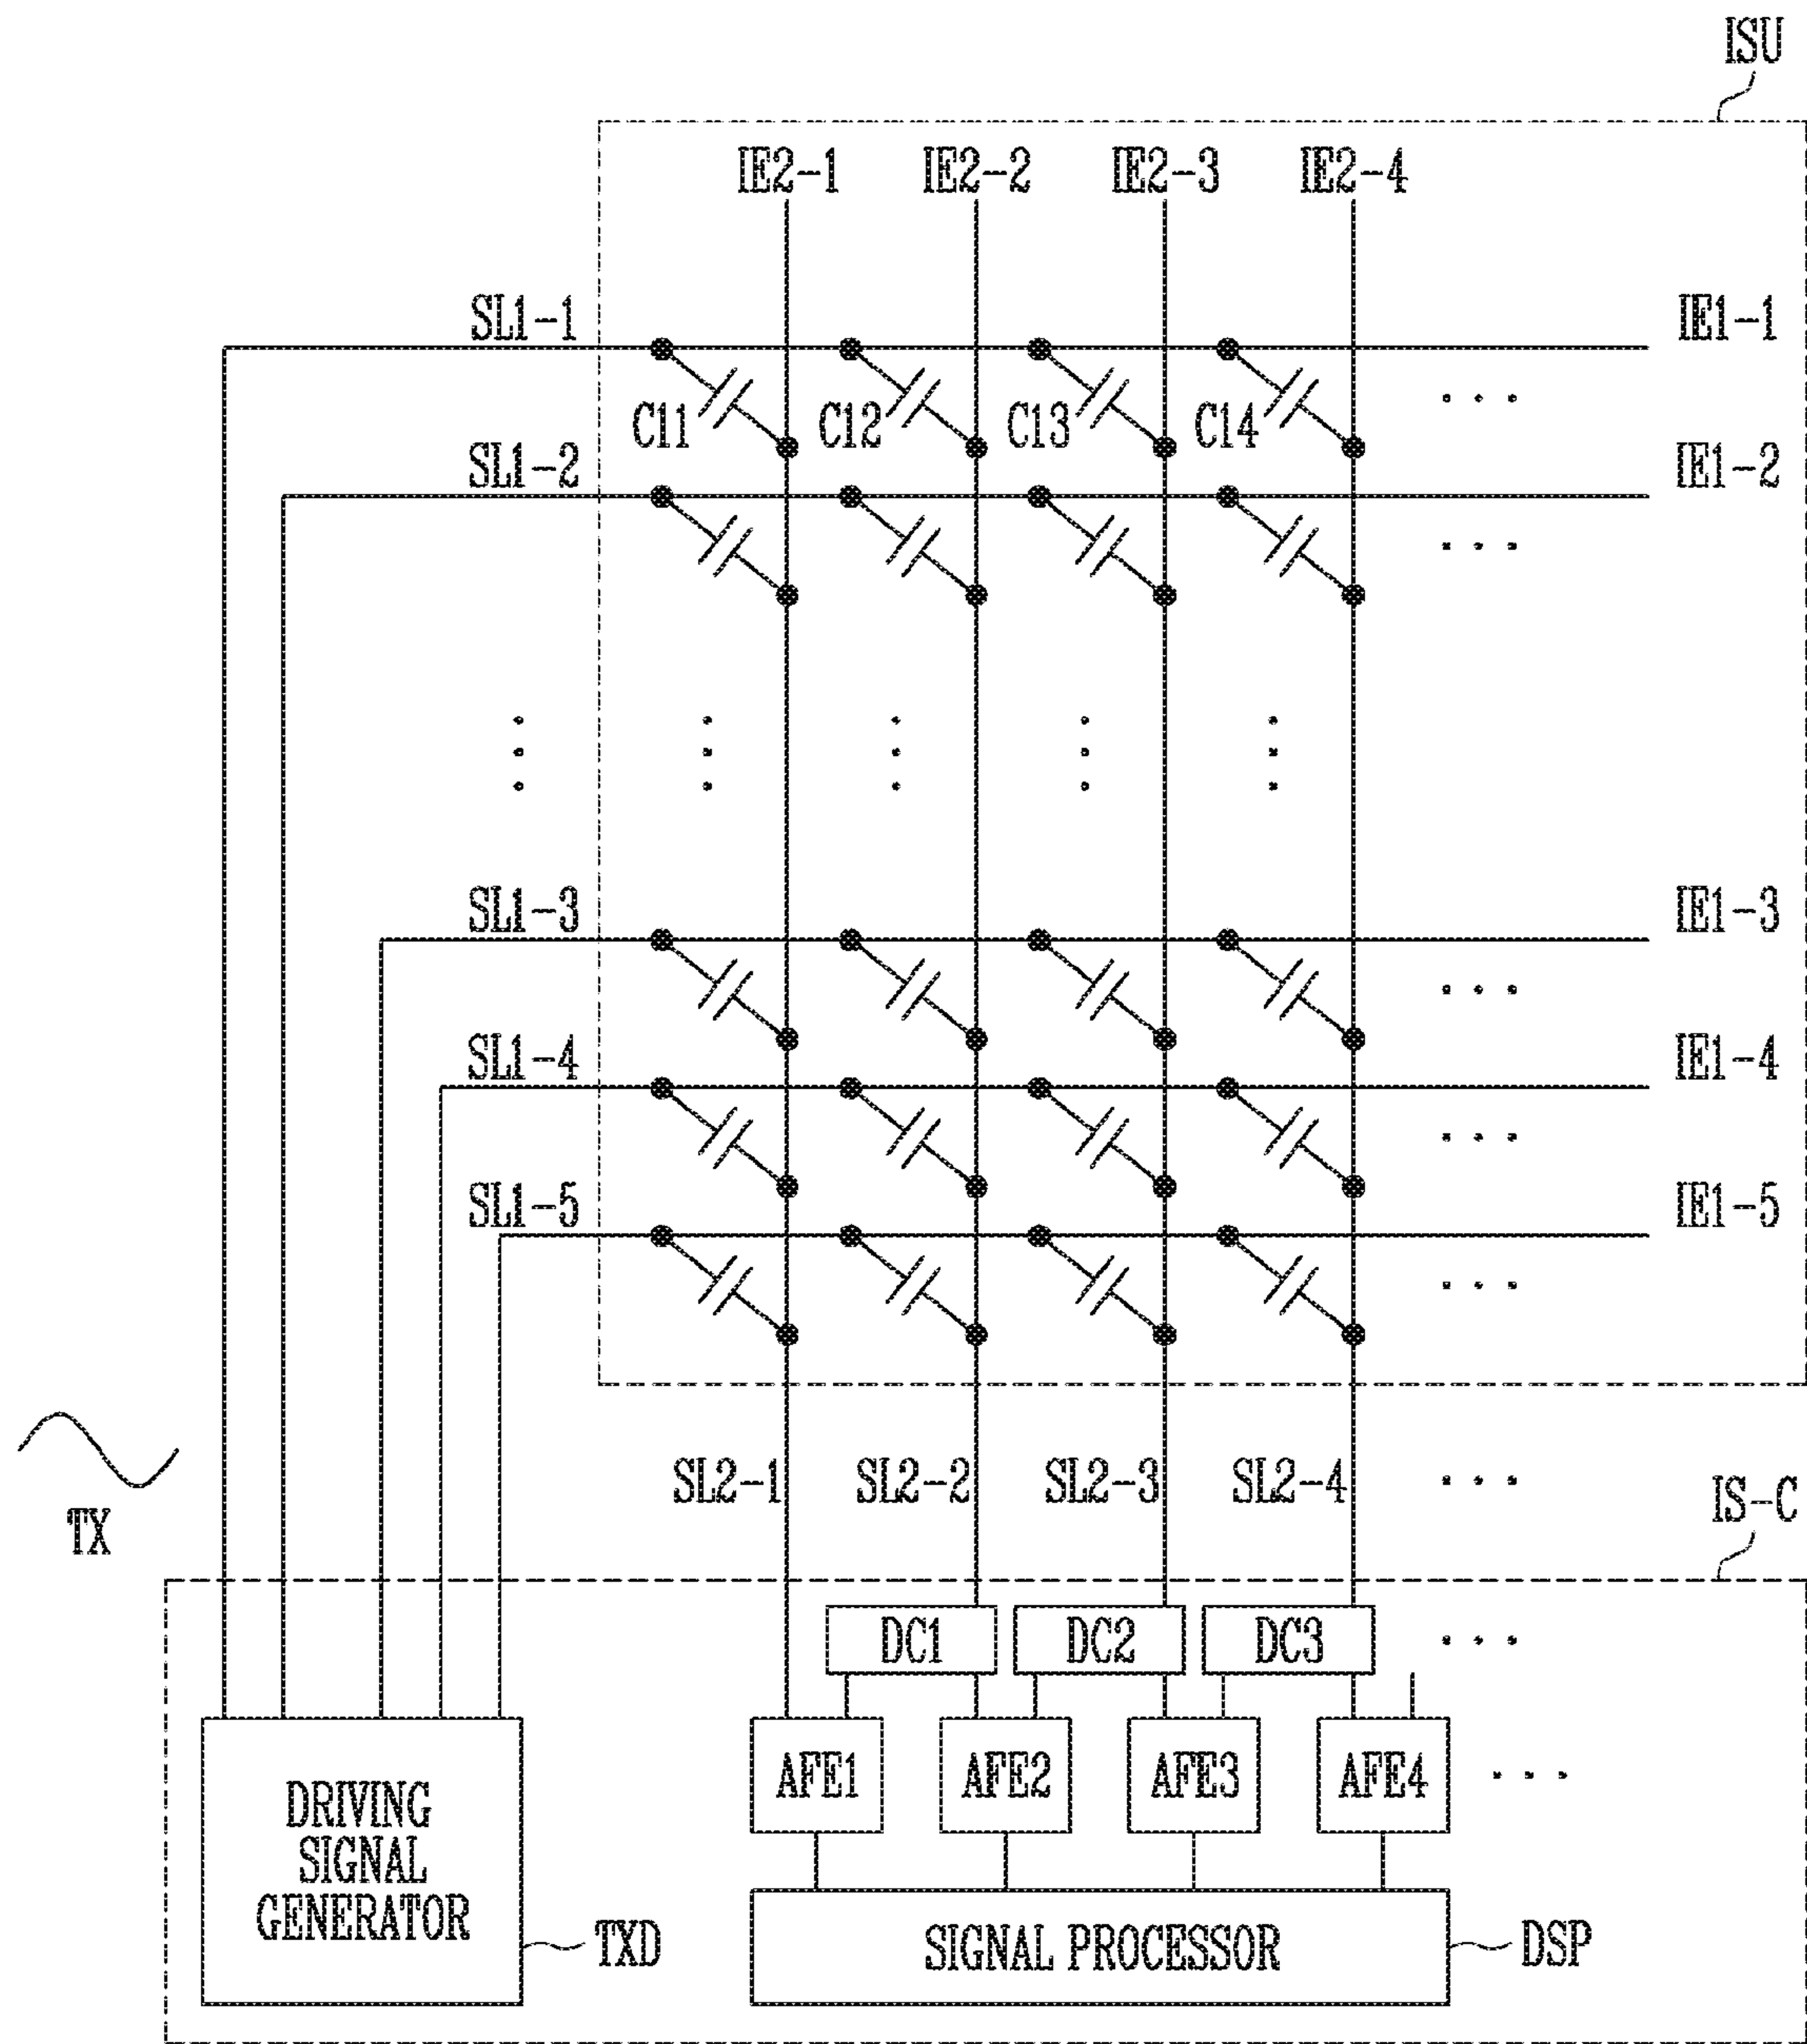 ISU
IE2-1 IE2-2 IE2-3 IE2-4
SL1-1 IE1-1
C11 C12 C13 C14
SL1-2 IE1-2
SL1-3 IE1-3
SL1-4 IE1-4
SL1-5 IE1-5
SL2-1 SL2-2 SL2-3 SL2-4
TX
IS-C
DC1 DC2 DC3
AFE1 AFE2 AFE3 AFE4
DRIVING
SIGNAL
GENERATOR
TXD
SIGNAL PROCESSOR
DSP